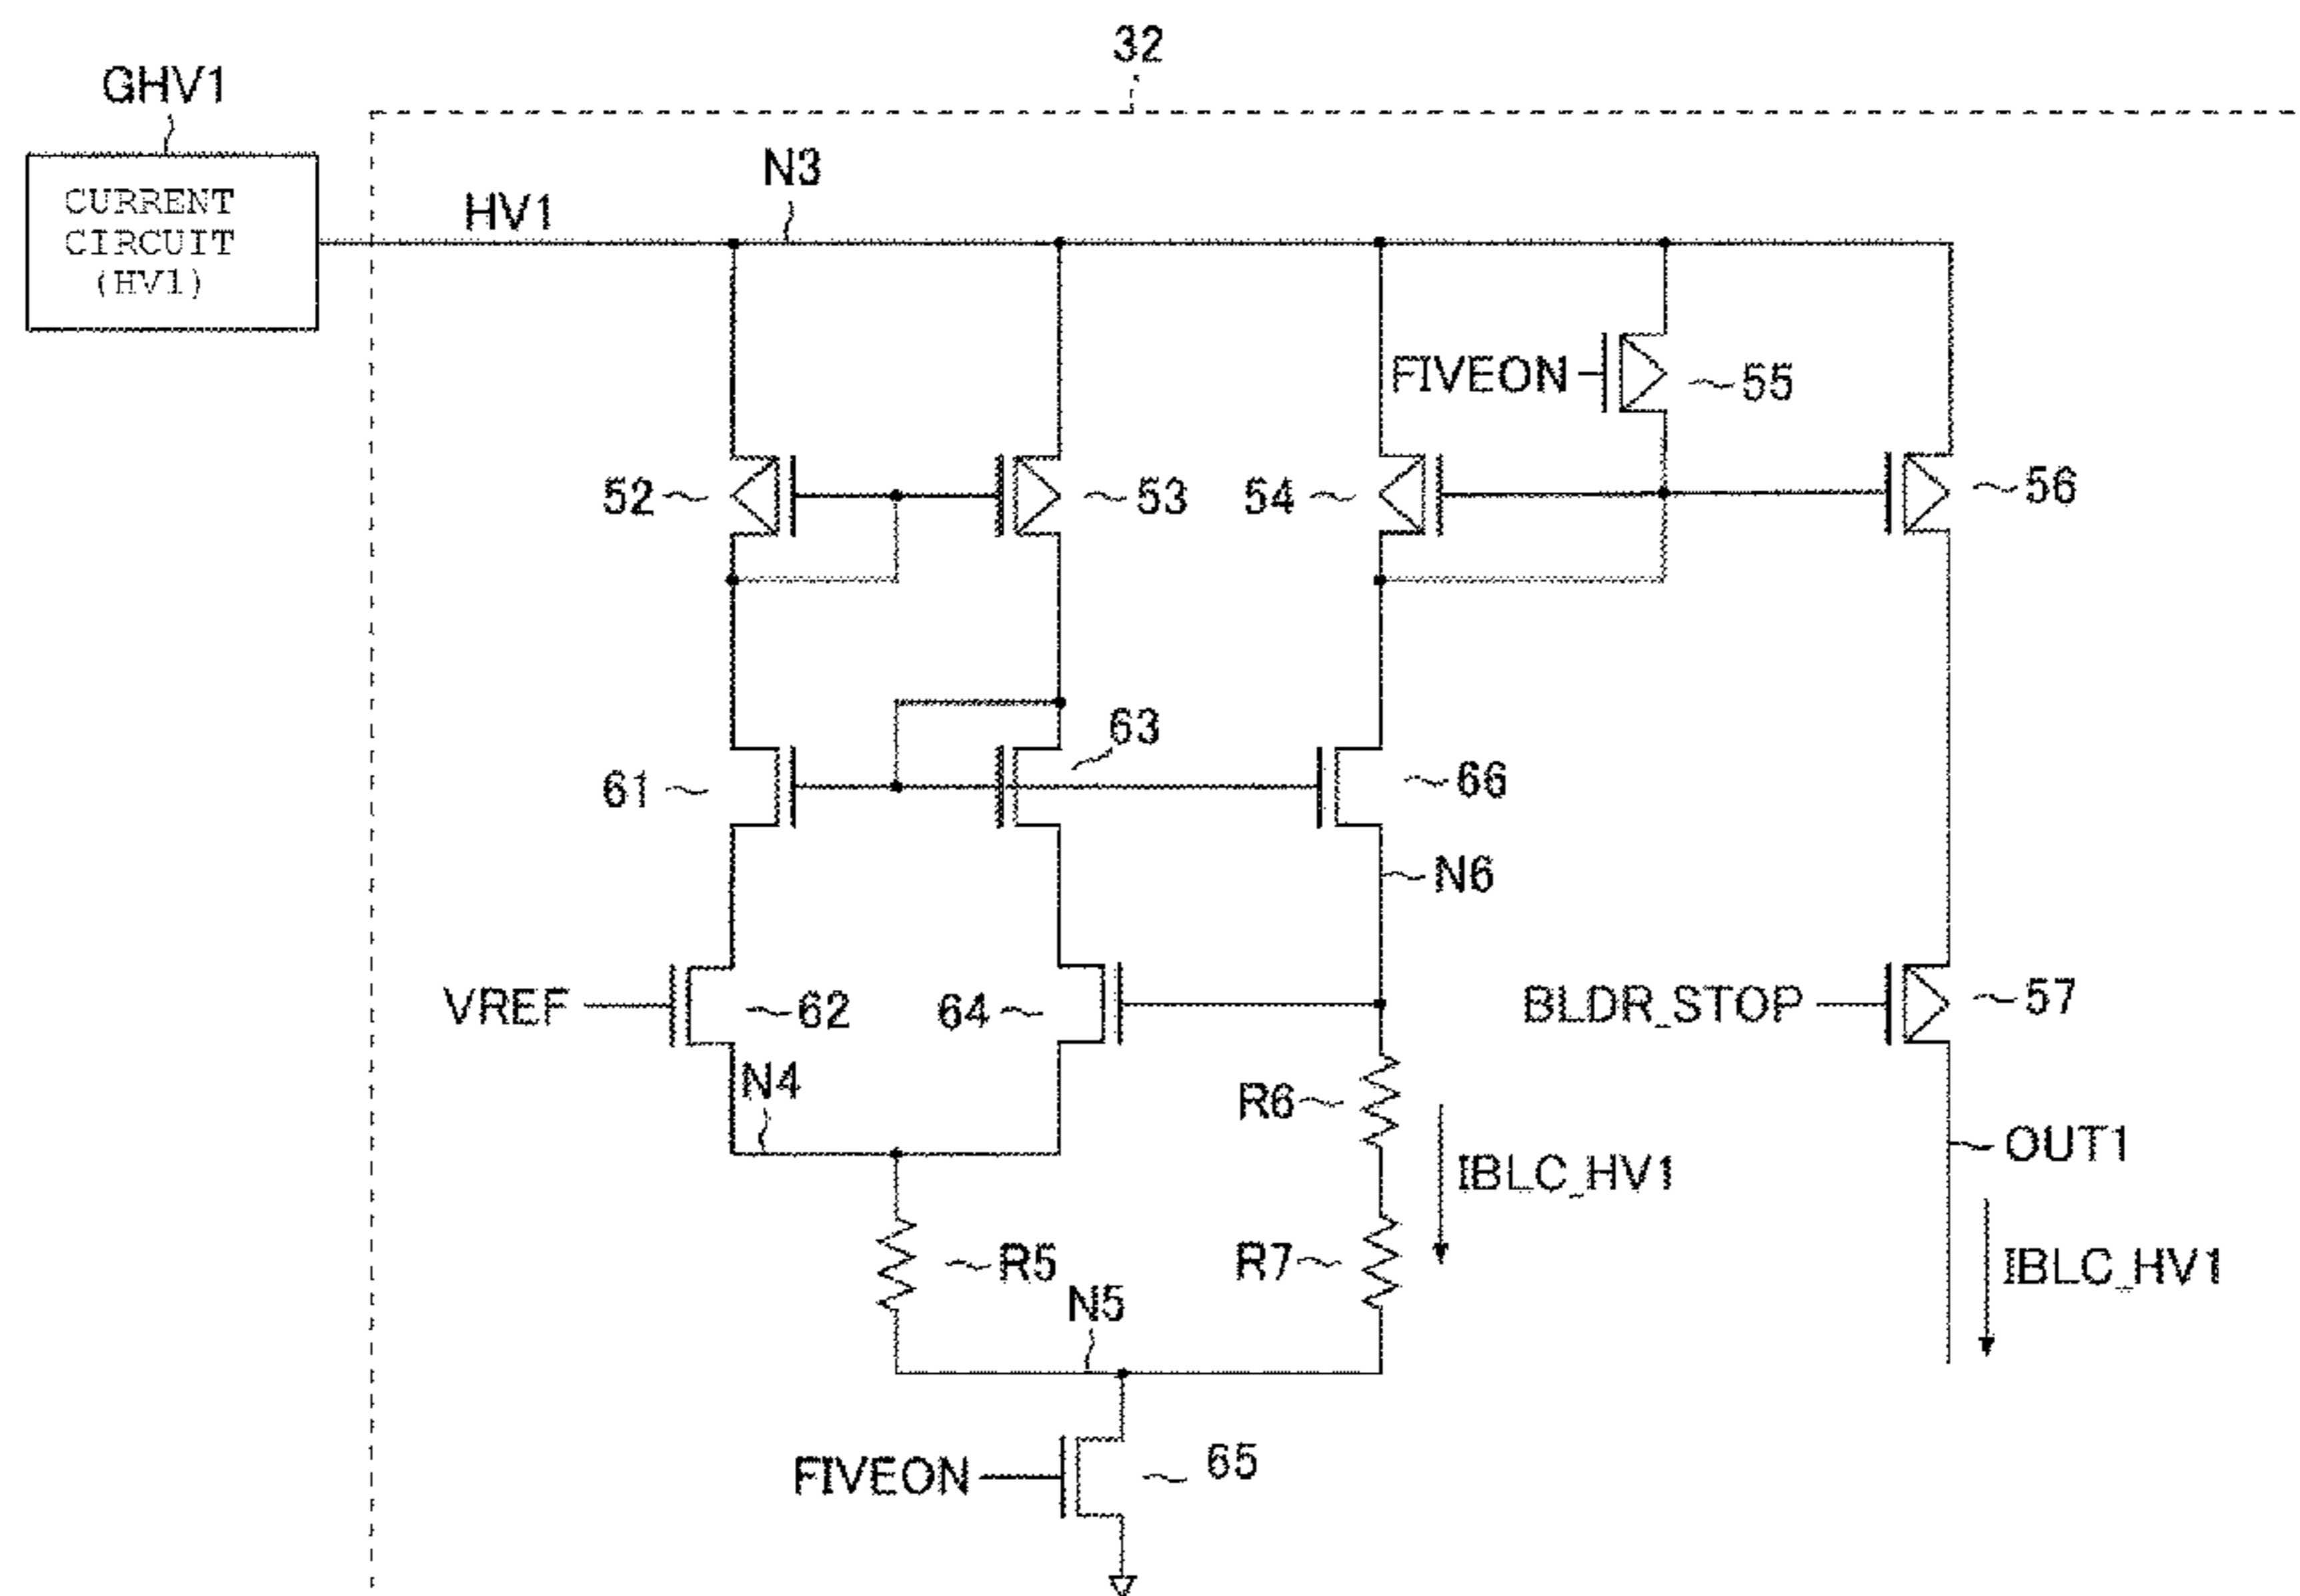 32
GHV1
CURRENT
CIRCUIT
(HV1)
HV1
N3
FIVEON
55
52
53
54
56
61
63
66
N6
VREF
62
64
BLDR_STOP
57
N4
R6
IBLC_HV1
OUT1
R5
R7
IBLC_HV1
N5
FIVEON
65